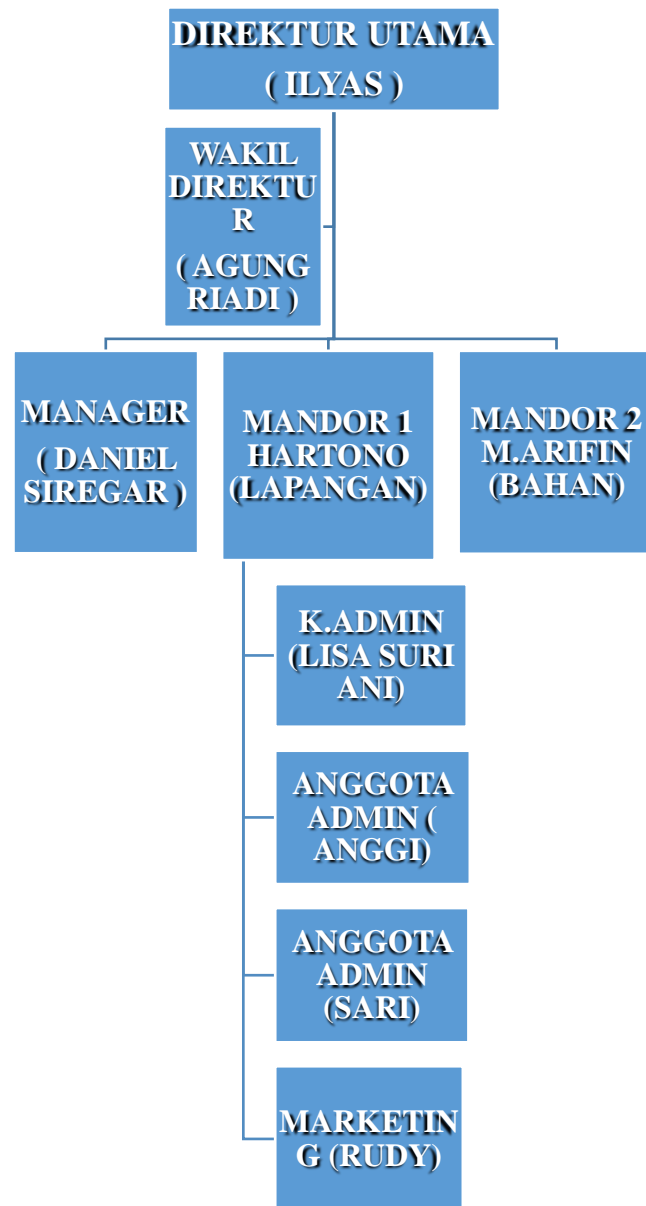 DIREKTUR UTAMA
( ILYAS )
WAKIL
DIREKTU
R
( AGUNG
RIADI )
MANAGER
( DANIEL
SIREGAR )
MANDOR 1
HARTONO
(LAPANGAN)
MANDOR 2
M.ARIFIN
(BAHAN)
K.ADMIN
(LISA SURI
ANI)
ANGGOTA
ADMIN (
ANGGI)
ANGGOTA
ADMIN
(SARI)
MARKETIN
G (RUDY)